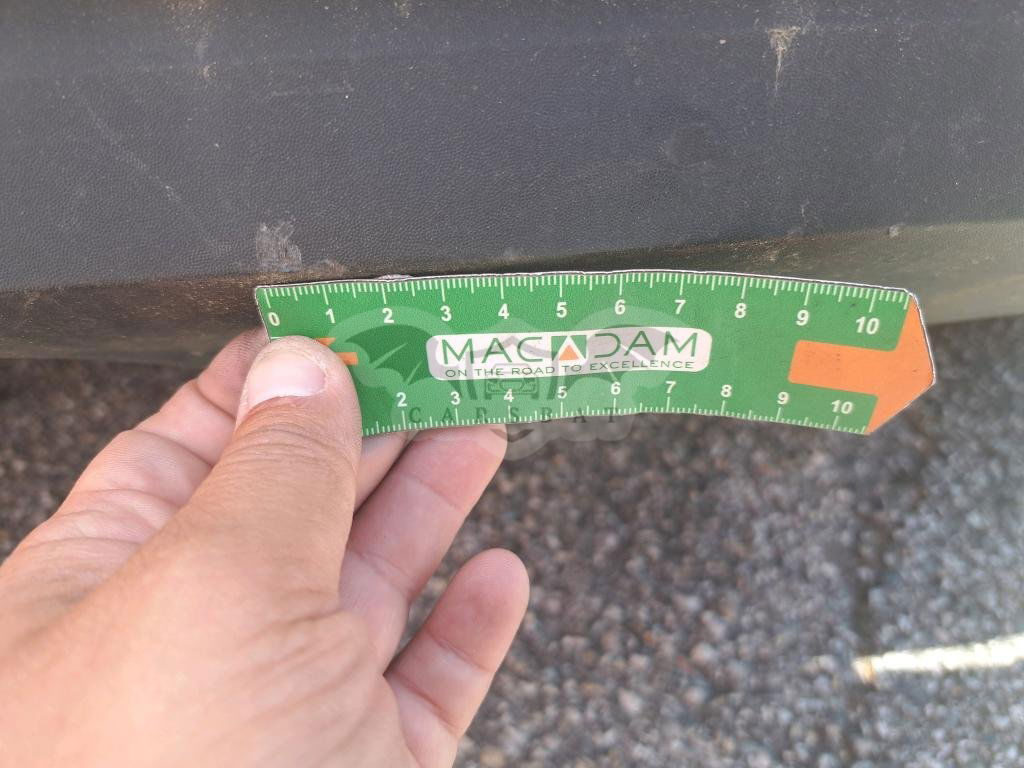 0 1 2 3 4 5 6 7 8 9 10
MACADAM
ON THE ROAD TO EXCELLENCE
2 3 4 5 6 7 8 9 10
CARSBAT